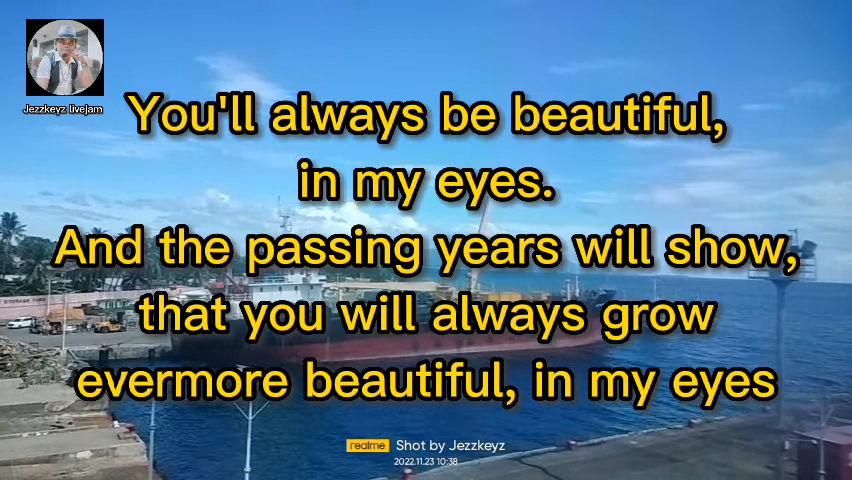 Jezzkeyz livejam
You'll always be beautiful,
in my eyes.
And the passing years will show,
that you will always grow
evermore beautiful, in my eyes
realme Shot by Jezzkeyz
2022.11.23 10:38